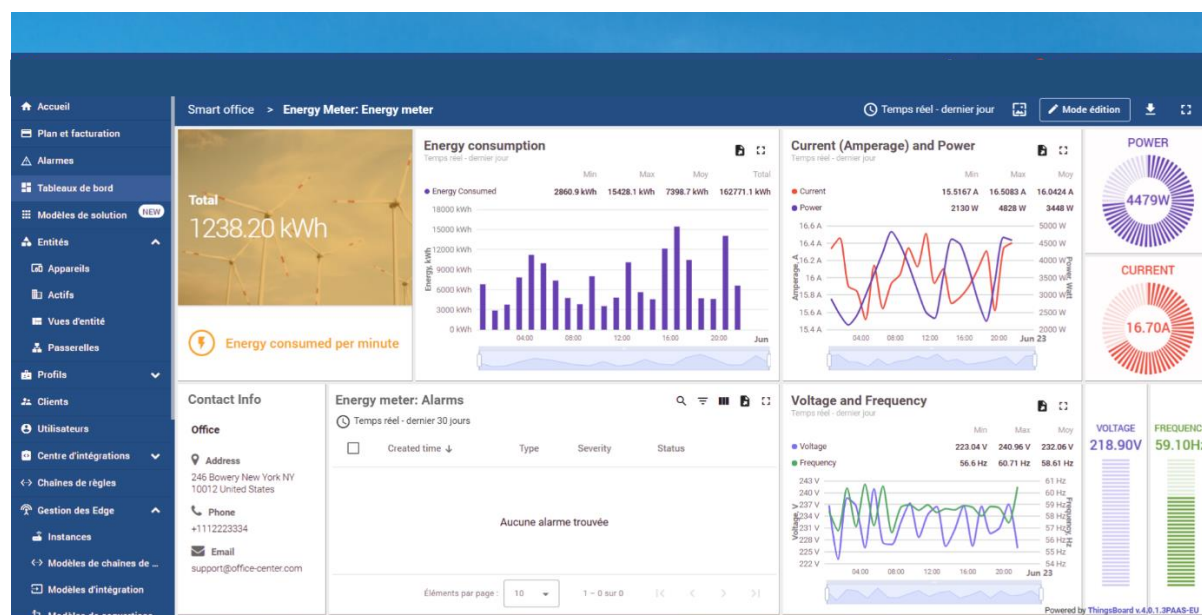 Accueil
Plan et facturation
Alarmes
Tableaux de bord
Modèles de solution NEW
Entités
Appareils
Actifs
Vues d'entité
Passerelles
Profils
Clients
Utilisateurs
Centre d'intégrations
Chaînes de règles
Gestion des Edge
Instances
Modèles de chaînes de ...
Modèles d'intégration
Smart office > Energy Meter: Energy meter
Temps réel - dernier jour
Mode édition
Total
1238.20 kWh
Energy consumed per minute
Energy consumption
Temps réel - dernier jour
Min Max Moy Total
Energy Consumed 2860.9 kWh 15428.1 kWh 7398.7 kWh 162771.1 kWh
18000 kWh
15000 kWh
12000 kWh
9000 kWh
6000 kWh
3000 kWh
0 kWh
Energy, kWh
04:00 08:00 12:00 16:00 20:00 Jun
Current (Amperage) and Power
Temps réel - dernier jour
Min Max Moy
Current 15.5167 A 16.5083 A 16.0424 A
Power 2130 W 4828 W 3448 W
16.6 A 5000 W
16.4 A 4500 W
16.2 A 4000 W
16 A 3500 W
15.8 A 3000 W
15.6 A 2500 W
15.4 A 2000 W
Amperage, A
Power, Watt
04:00 08:00 12:00 16:00 20:00 Jun 23
POWER
4479W
CURRENT
16.70A
Contact Info
Office
Address
246 Bowery New York NY
10012 United States
Phone
+1112223334
Email
support@office-center.com
Energy meter: Alarms
Temps réel - dernier 30 jours
Created time Type Severity Status
Aucune alarme trouvée
Éléments par page : 10 1 – 0 sur 0
Voltage and Frequency
Temps réel - dernier jour
Min Max Moy
Voltage 223.04 V 240.96 V 232.06 V
Frequency 56.6 Hz 60.71 Hz 58.61 Hz
243 V 61 Hz
240 V 60 Hz
237 V 59 Hz
234 V 58 Hz
231 V 57 Hz
228 V 56 Hz
225 V 55 Hz
222 V 54 Hz
Voltage, V
Frequency, Hz
04:00 08:00 12:00 16:00 20:00 Jun 23
VOLTAGE
218.90V
FREQUENC
59.10Hz
Powered by ThingsBoard v.4.0.1.3PAAS-EU